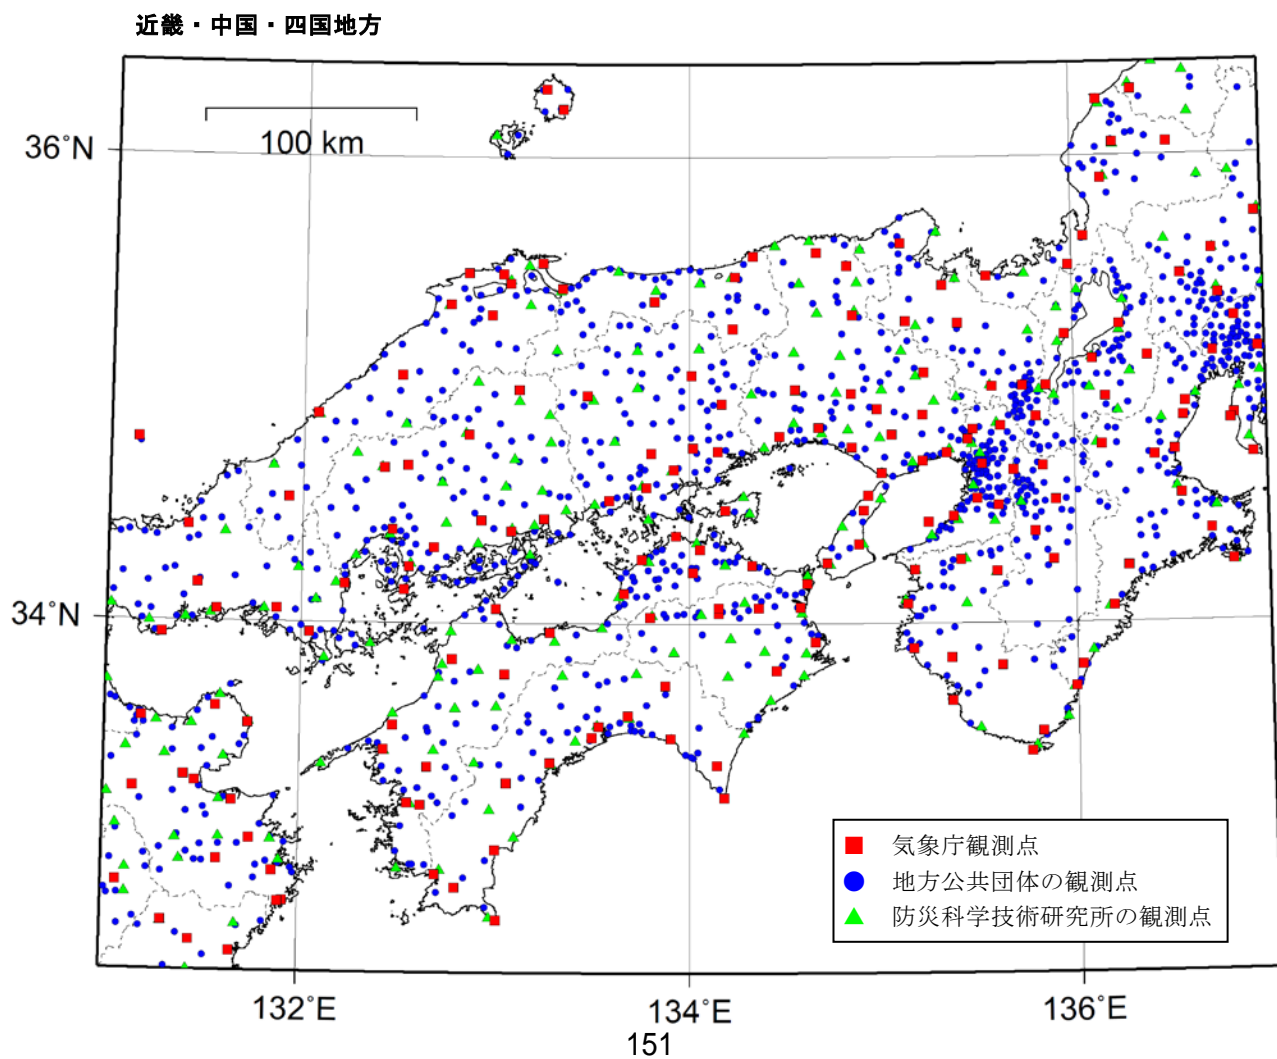 近畿・中国・四国地方
100 km
36°N
34°N
気象庁観測点
地方公共団体の観測点
防災科学技術研究所の観測点
132°E
134°E
136°E
151